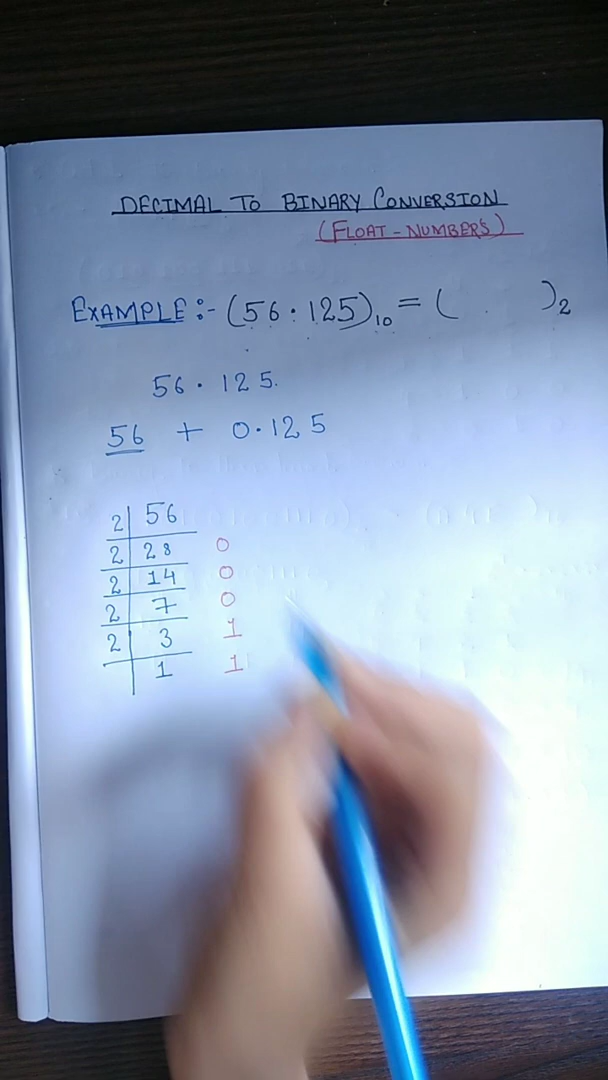 DECIMAL TO BINARY CONVERSION
(FLOAT-NUMBERS)
EXAMPLE:- (56.125)10 = ( . )2
56.125.
56 + 0.125
2 56
2 28 0
2 14 0
2 7 0
2 3 1
1 1